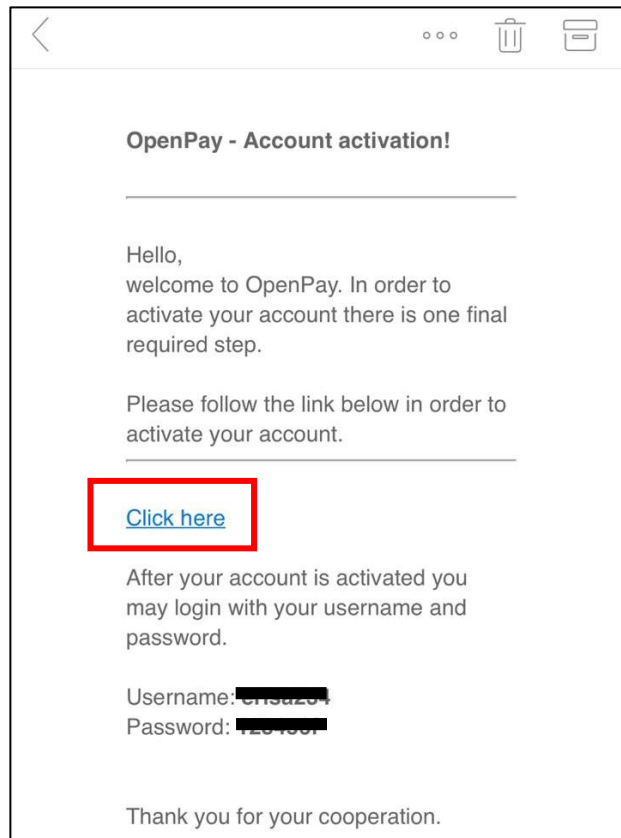 OpenPay - Account activation!
Hello,
welcome to OpenPay. In order to
activate your account there is one final
required step.
Please follow the link below in order to
activate your account.
Click here
After your account is activated you
may login with your username and
password.
Username:
Password:
Thank you for your cooperation.